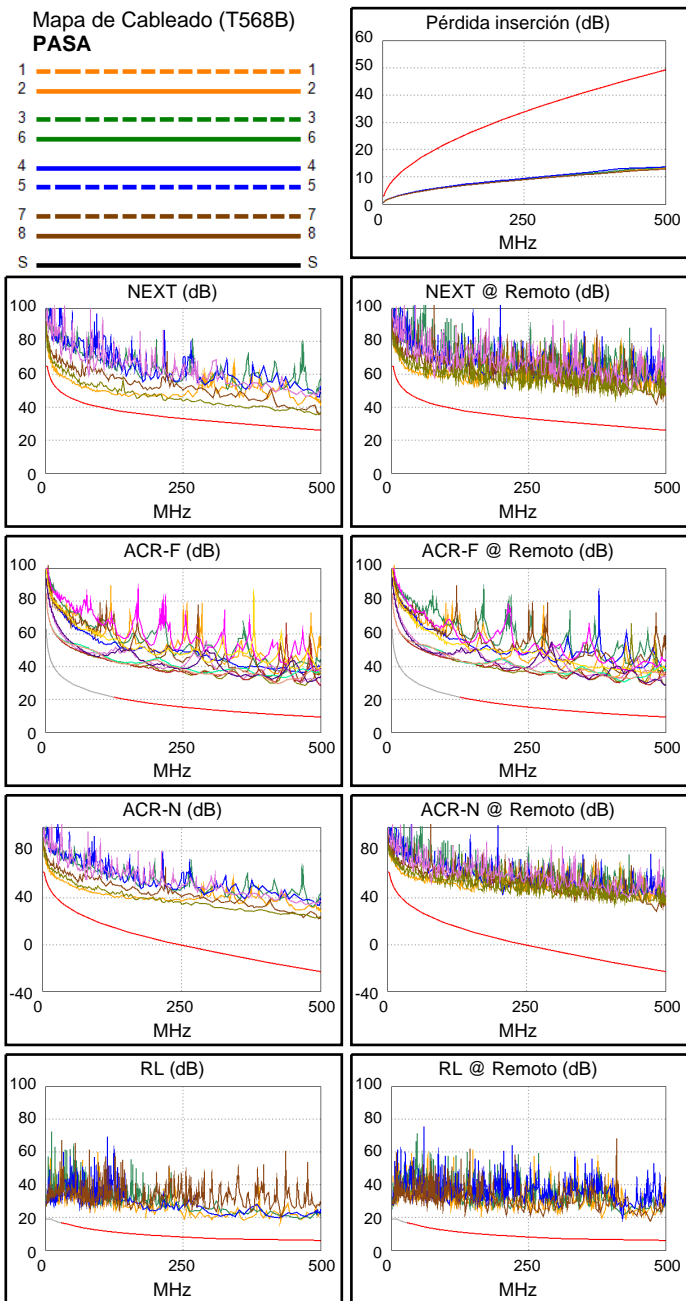 Mapa de Cableado (T568B)
PASA
1 1
2 2
3 3
6 6
4 4
5 5
7 7
8 8
S S
Pérdida inserción (dB)
60
50
40
30
20
10
0
0 250 500
MHz
NEXT (dB)
100
80
60
40
20
0
0 250 500
MHz
NEXT @ Remoto (dB)
100
80
60
40
20
0
0 250 500
MHz
ACR-F (dB)
100
80
60
40
20
0
0 250 500
MHz
ACR-F @ Remoto (dB)
100
80
60
40
20
0
0 250 500
MHz
ACR-N (dB)
80
40
0
-40
0 250 500
MHz
ACR-N @ Remoto (dB)
80
40
0
-40
0 250 500
MHz
RL (dB)
100
80
60
40
20
0
0 250 500
MHz
RL @ Remoto (dB)
100
80
60
40
20
0
0 250 500
MHz